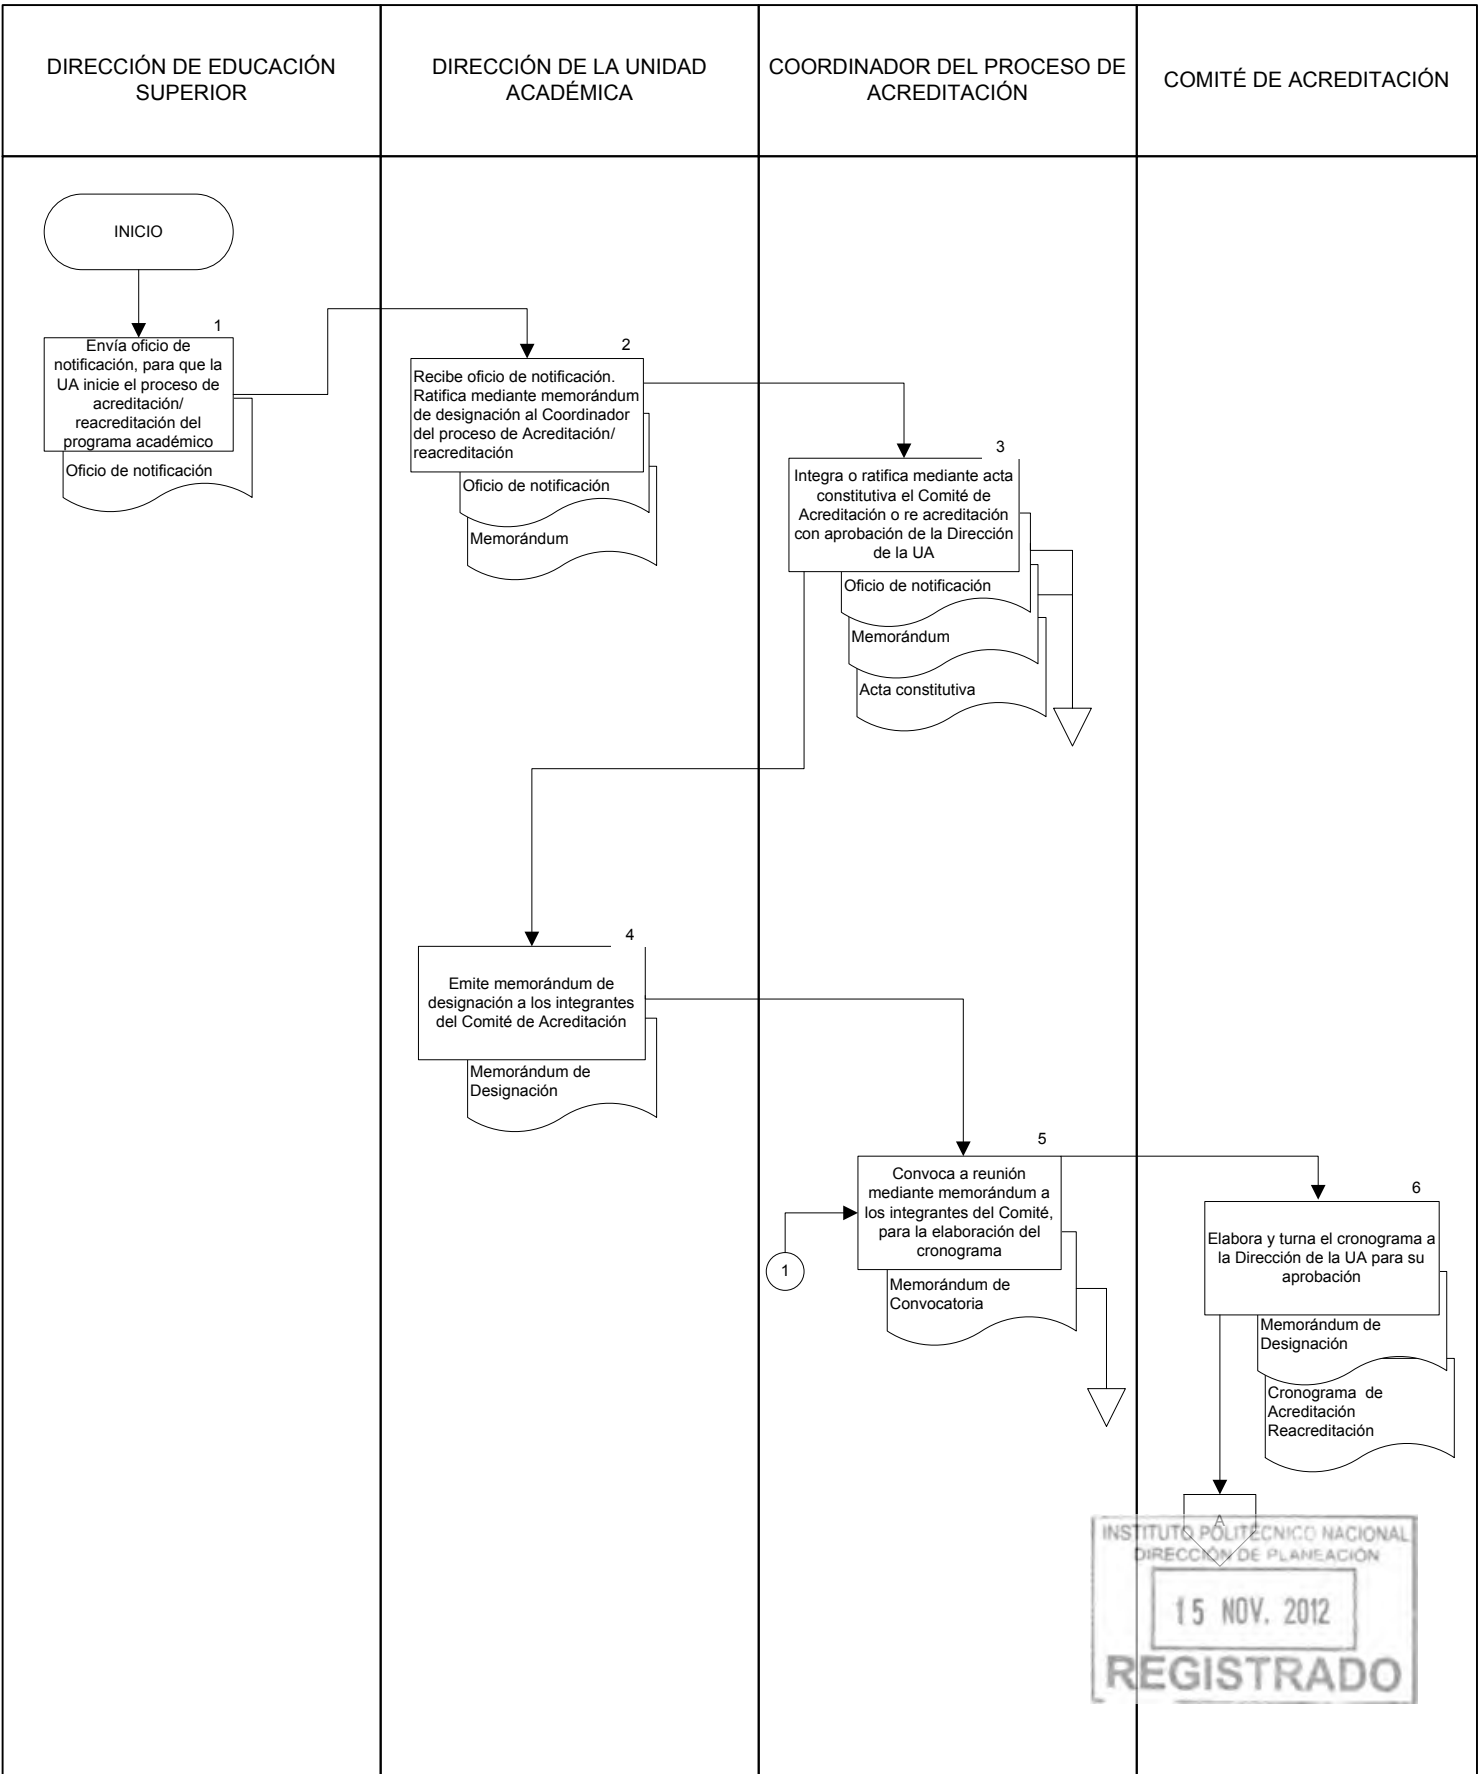 DIRECCIÓN DE EDUCACIÓN
SUPERIOR
DIRECCIÓN DE LA UNIDAD
ACADÉMICA
COORDINADOR DEL PROCESO DE
ACREDITACIÓN
COMITÉ DE ACREDITACIÓN
INICIO
1
Envía oficio de
notificación, para que la
UA inicie el proceso de
acreditación/
reacreditación del
programa académico
Oficio de notificación
2
Recibe oficio de notificación.
Ratifica mediante memorándum
de designación al Coordinador
del proceso de Acreditación/
reacreditación
Oficio de notificación
Memorándum
3
Integra o ratifica mediante acta
constitutiva el Comité de
Acreditación o re acreditación
con aprobación de la Dirección
de la UA
Oficio de notificación
Memorándum
Acta constitutiva
4
Emite memorándum de
designación a los integrantes
del Comité de Acreditación
Memorándum de
Designación
5
Convoca a reunión
mediante memorándum a
los integrantes del Comité,
para la elaboración del
cronograma
1
Memorándum de
Convocatoria
6
Elabora y turna el cronograma a
la Dirección de la UA para su
aprobación
Memorándum de
Designación
Cronograma de
Acreditación
Reacreditación
A
INSTITUTO POLITÉCNICO NACIONAL
DIRECCIÓN DE PLANEACIÓN
15 NOV. 2012
REGISTRADO